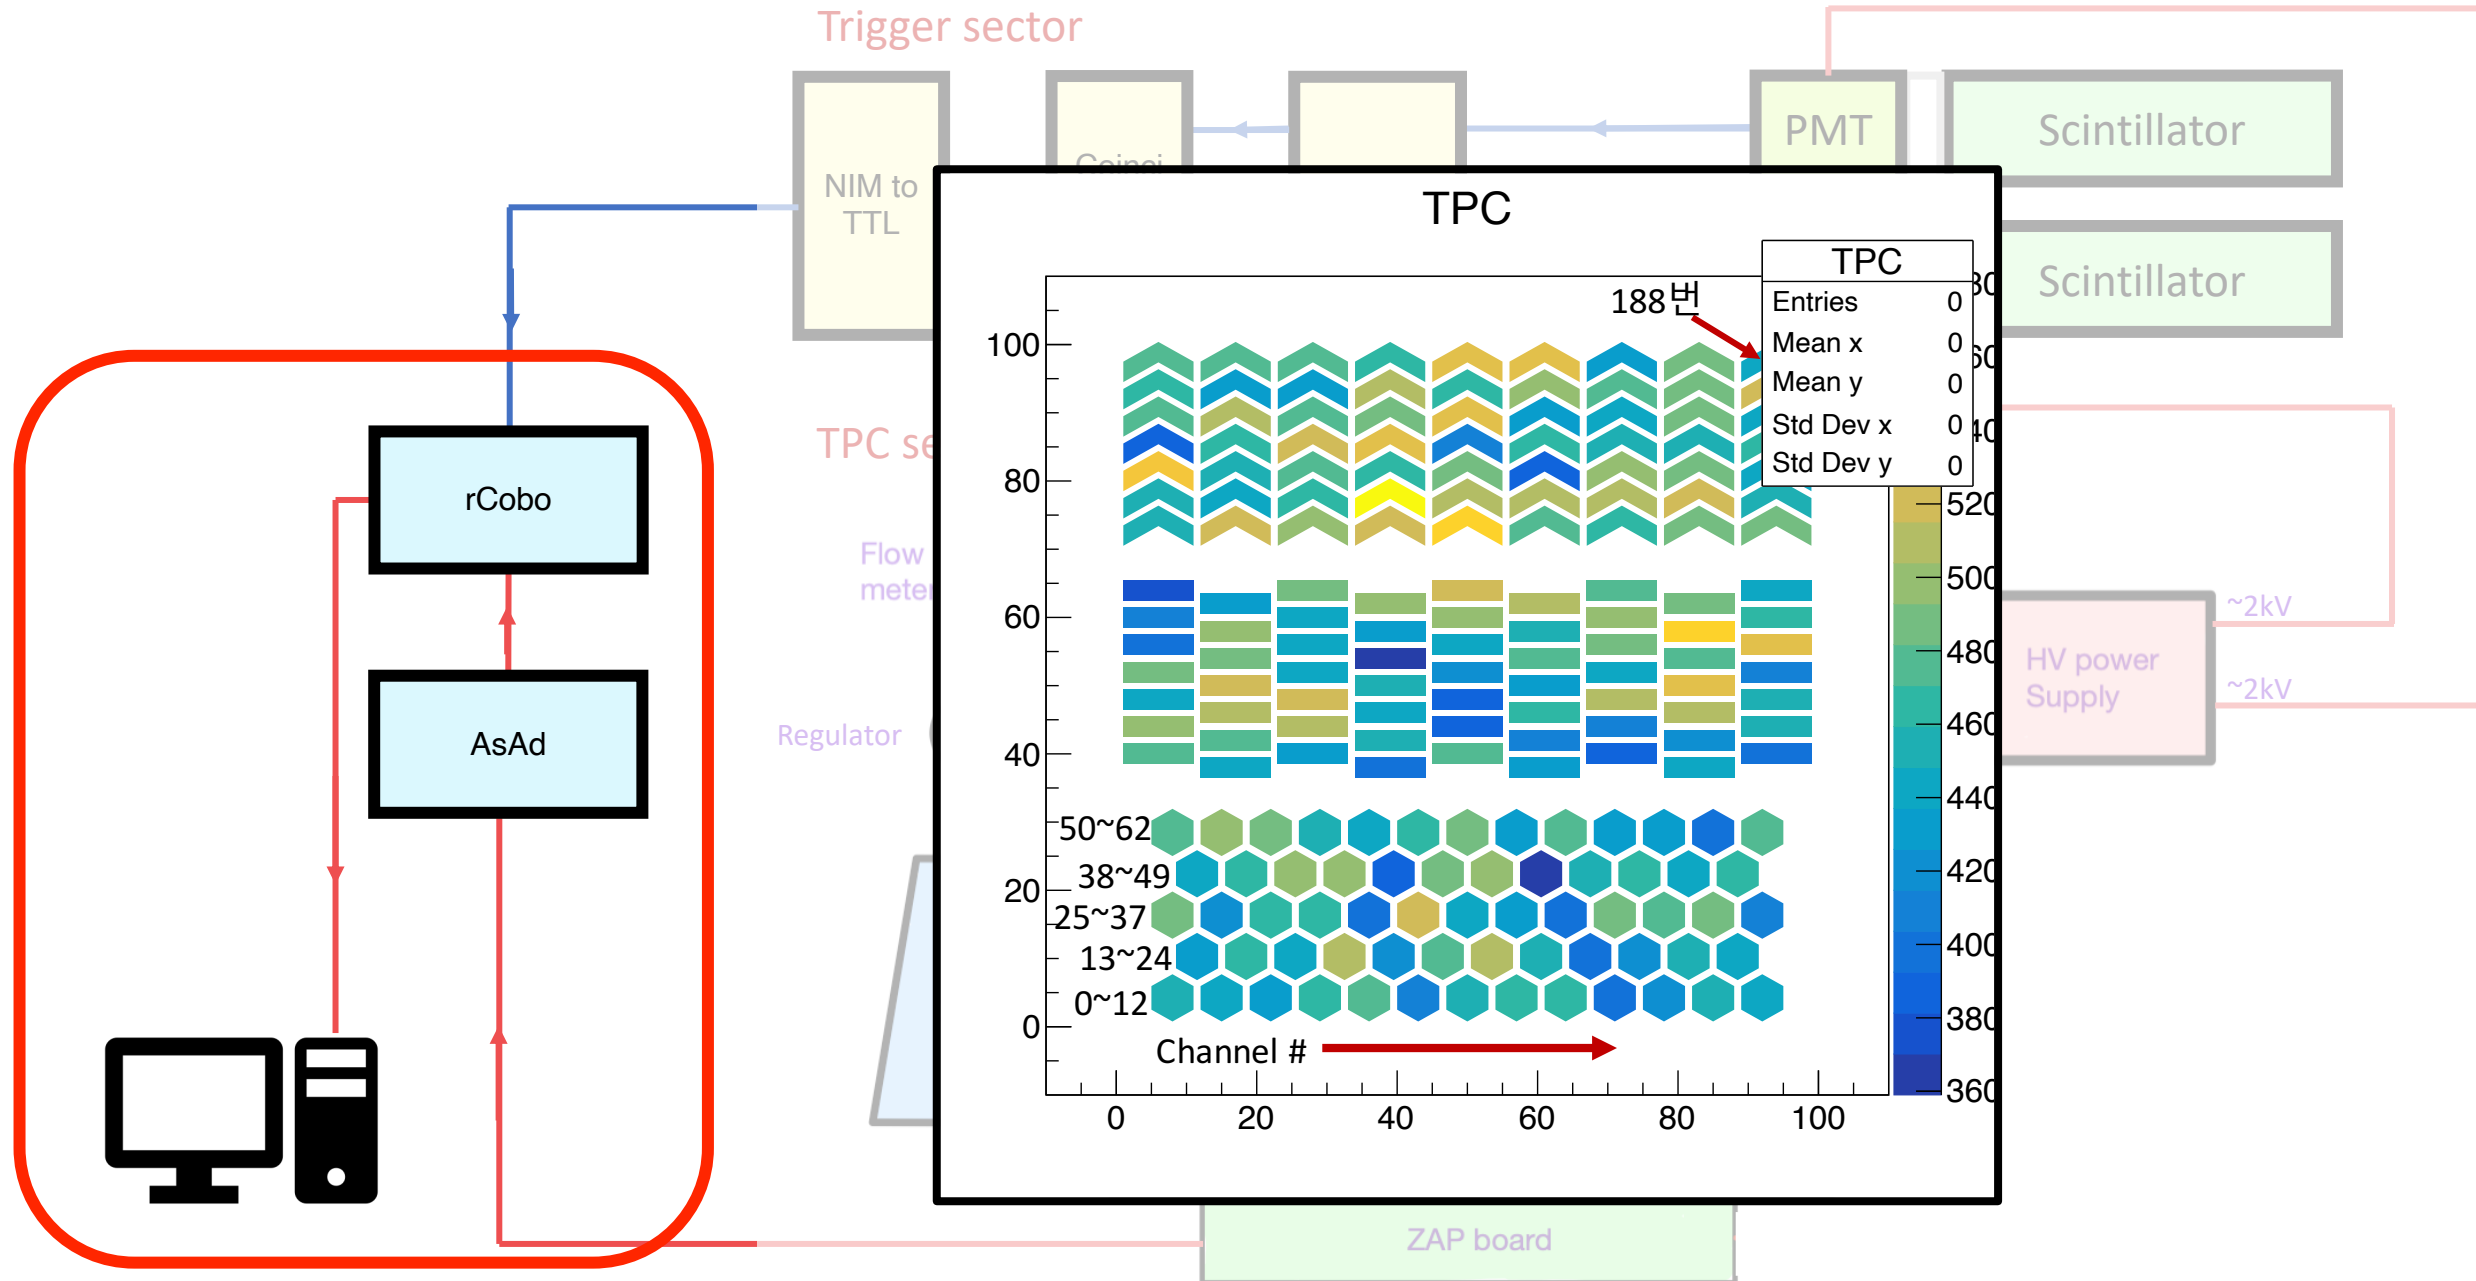 Trigger sector
NIM to
TTL
PMT
Scintillator
Scintillator
TPC
TPC
Entries 0
Mean x 0
Mean y 0
Std Dev x 0
Std Dev y 0
188번
100
80
60
40
20
0
50~62
38~49
25~37
13~24
0~12
Channel #
0 20 40 60 80 100
520
500
480
460
440
420
400
380
360
rCobo
AsAd
TPC se
Flow
meter
Regulator
HV power
Supply
~2kV
~2kV
ZAP board